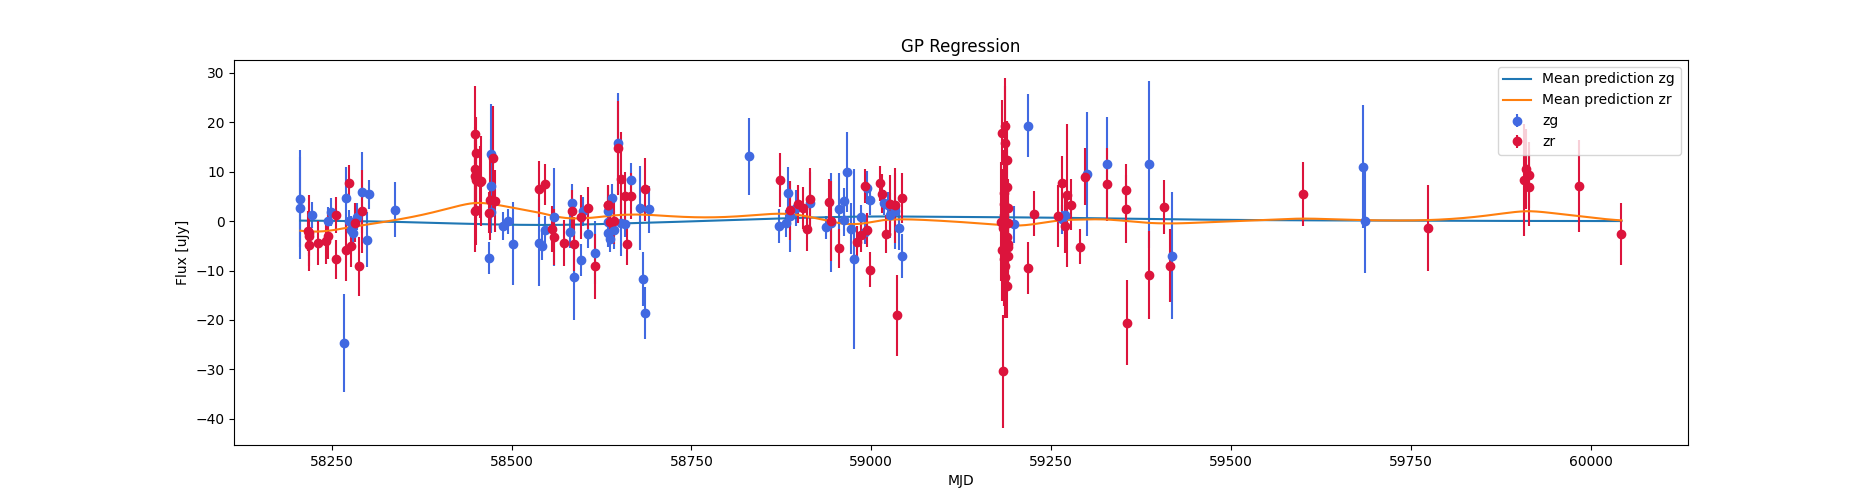 GP Regression
Flux [uJy]
30
20
10
0
−10
−20
−30
−40
Mean prediction zg
Mean prediction zr
zg
zr
58250
58500
58750
59000
59250
59500
59750
60000
MJD